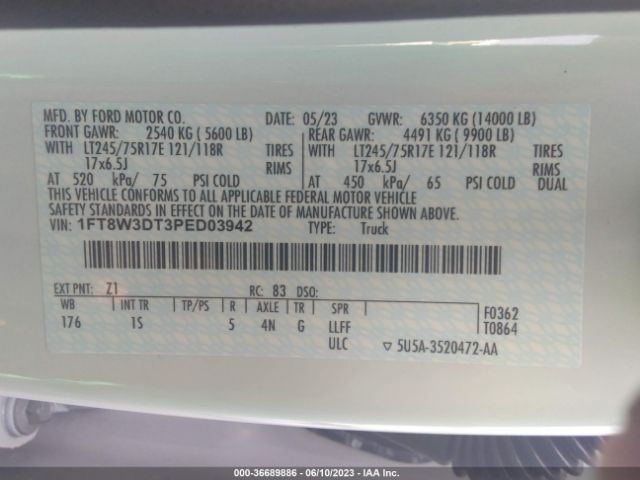 MFD. BY FORD MOTOR CO. DATE: 05/23 GVWR: 6350 KG (14000 LB)
FRONT GAWR: 2540 KG (5600 LB) REAR GAWR: 4491 KG (9900 LB)
WITH LT245/75R17E 121/118R TIRES WITH LT245/75R17E 121/118R TIRES
17x6.5J RIMS 17x6.5J RIMS
AT 520 kPa/ 75 PSI COLD AT 450 kPa/ 65 PSI COLD DUAL
THIS VEHICLE CONFORMS TO ALL APPLICABLE FEDERAL MOTOR VEHICLE
SAFETY STANDARDS IN EFFECT ON THE DATE OF MANUFACTURE SHOWN ABOVE.
VIN: 1FT8W3DT3PED03942 TYPE: Truck
EXT PNT: Z1 RC: 83 DSO:
WB INT TR TP/PS R AXLE TR SPR F0362
176 1S 5 4N G LLFF T0864
ULC ▽ 5U5A-3520472-AA
000-36689886 - 06/10/2023 - IAA Inc.